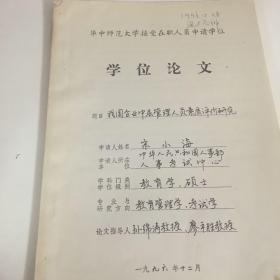 华中师范大学接受在职人员申请学位
学位论文
题目 我国企业中层管理人员素质评价研究
申请人姓名 宋小海
申请人所在单位 中华人民共和国人事部人事考试中心
学科门类学位级别 教育学、硕士
专业与研究方向 教育管理学、考试学
论文指导人 孙绵涛教授、廖平胜教授
一九九六年十二月